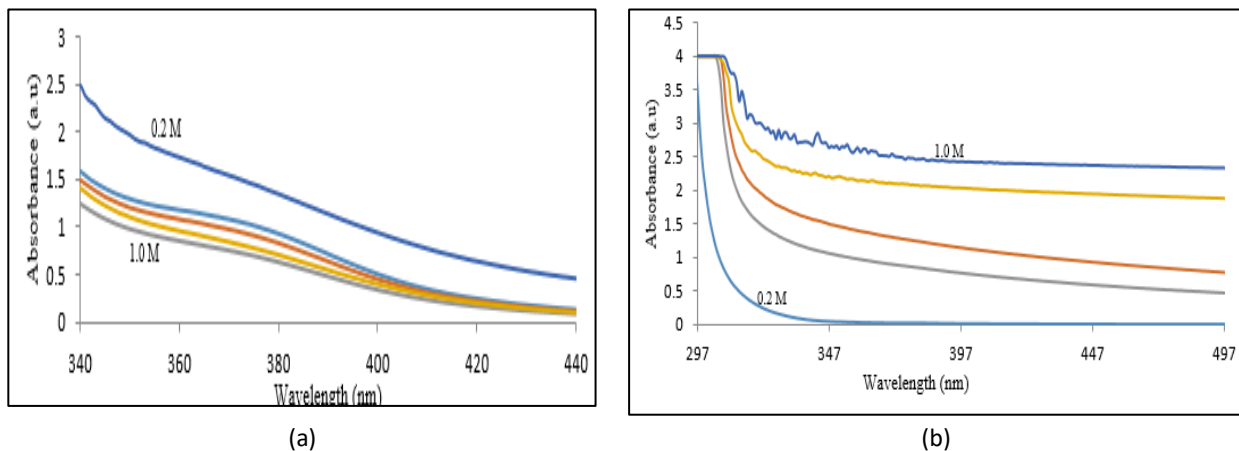 3
2.5
2
1.5
1
0.5
0
Absorbance (a.u)
0.2 M
1.0 M
340 360 380 400 420 440
Wavelength (nm)
(a)
4.5
4
3.5
3
2.5
2
1.5
1
0.5
0
Absorbance (a.u)
1.0 M
0.2 M
297 347 397 447 497
Wavelength (nm)
(b)